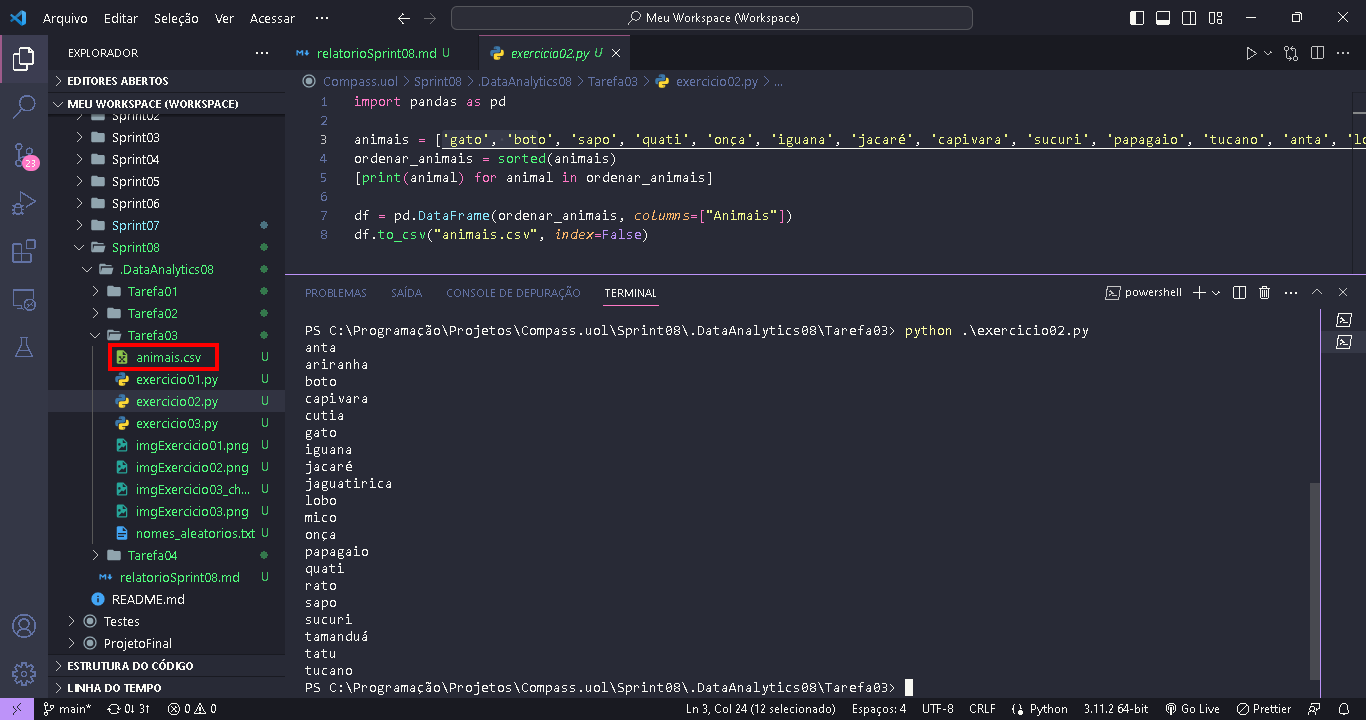 Arquivo Editar Seleção Ver Acessar ··· Meu Workspace (Workspace)
EXPLORADOR ···
EDITORES ABERTOS
MEU WORKSPACE (WORKSPACE)
Sprint02
Sprint03
Sprint04
Sprint05
Sprint06
Sprint07
Sprint08
.DataAnalytics08
Tarefa01
Tarefa02
Tarefa03
animais.csv U
exercicio01.py U
exercicio02.py U
exercicio03.py U
imgExercicio01.png U
imgExercicio02.png U
imgExercicio03_ch... U
imgExercicio03.png U
nomes_aleatorios.txt U
Tarefa04
relatorioSprint08.md U
README.md
Testes
ProjetoFinal
ESTRUTURA DO CÓDIGO
LINHA DO TEMPO
23
relatorioSprint08.md U exercicio02.py U
Compass.uol > Sprint08 > .DataAnalytics08 > Tarefa03 > exercicio02.py > ...
1 import pandas as pd
2
3 animais = ['gato', 'boto', 'sapo', 'quati', 'onça', 'iguana', 'jacaré', 'capivara', 'sucuri', 'papagaio', 'tucano', 'anta', 'lo
4 ordenar_animais = sorted(animais)
5 [print(animal) for animal in ordenar_animais]
6
7 df = pd.DataFrame(ordenar_animais, columns=["Animais"])
8 df.to_csv("animais.csv", index=False)
PROBLEMAS SAÍDA CONSOLE DE DEPURAÇÃO TERMINAL powershell
PS C:\Programação\Projetos\Compass.uol\Sprint08\.DataAnalytics08\Tarefa03> python .\exercicio02.py
anta
ariranha
boto
capivara
cutia
gato
iguana
jacaré
jaguatirica
lobo
mico
onça
papagaio
quati
rato
sapo
sucuri
tamanduá
tatu
tucano
PS C:\Programação\Projetos\Compass.uol\Sprint08\.DataAnalytics08\Tarefa03>
main* 0↓ 3↑ 0 0 Ln 3, Col 24 (12 selecionado) Espaços: 4 UTF-8 CRLF Python 3.11.2 64-bit Go Live Prettier